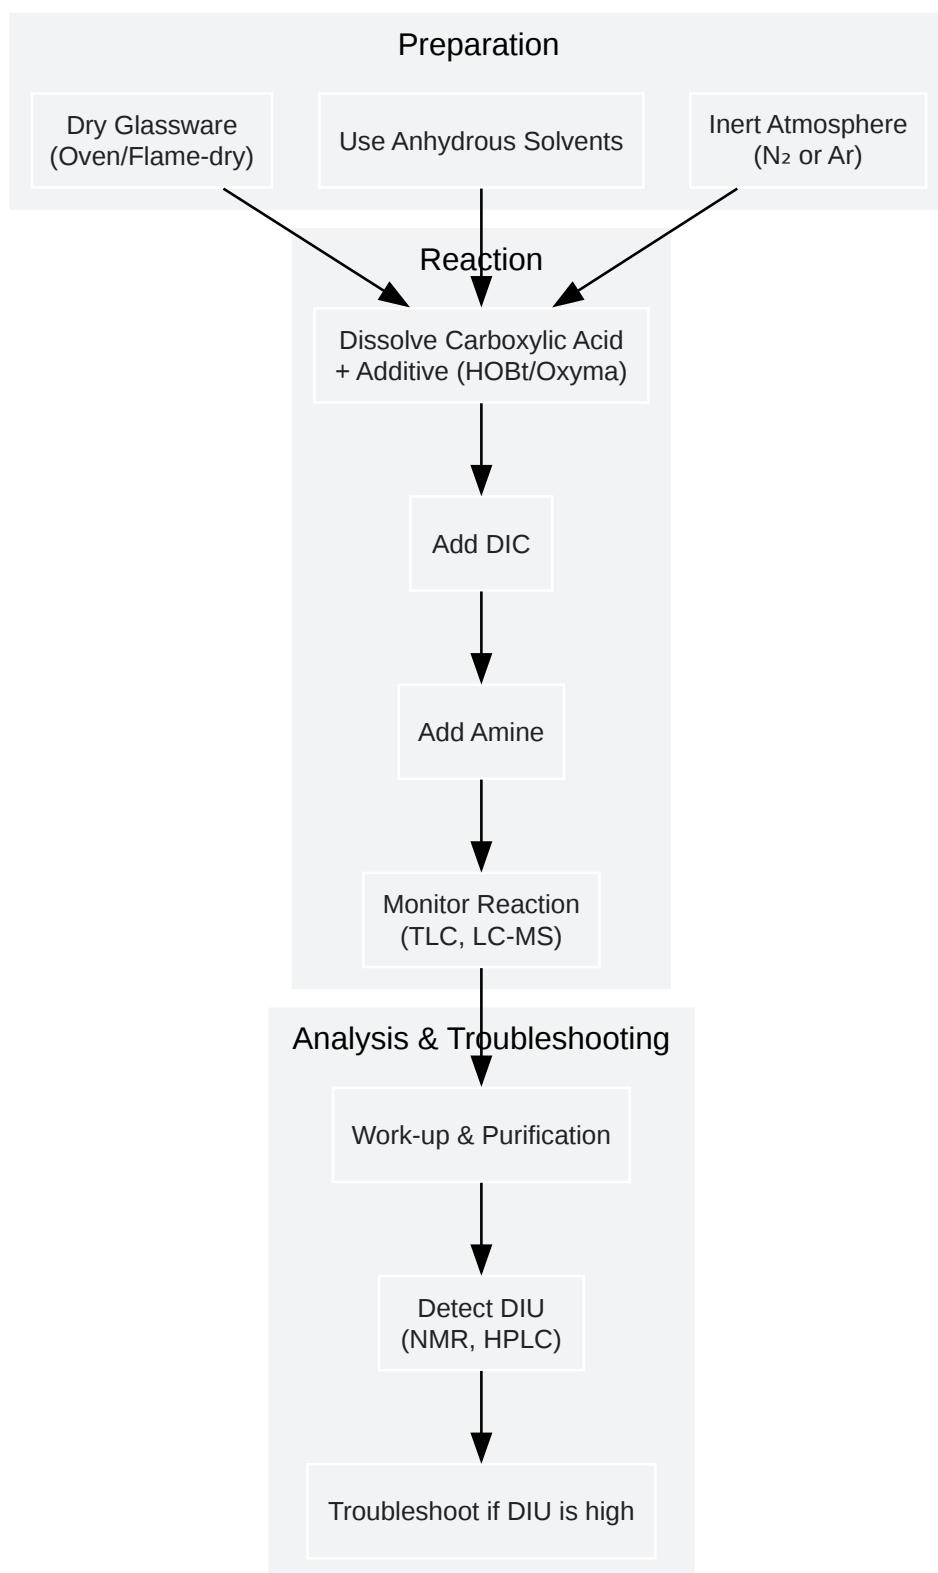 Preparation
Dry Glassware
(Oven/Flame-dry)
Use Anhydrous Solvents
Inert Atmosphere
(N₂ or Ar)
Reaction
Dissolve Carboxylic Acid
+ Additive (HOBt/Oxyma)
Add DIC
Add Amine
Monitor Reaction
(TLC, LC-MS)
Analysis & Troubleshooting
Work-up & Purification
Detect DIU
(NMR, HPLC)
Troubleshoot if DIU is high